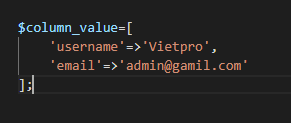 $column_value=[
    'username'=>'Vietpro',
    'email'=>'admin@gamil.com'
];